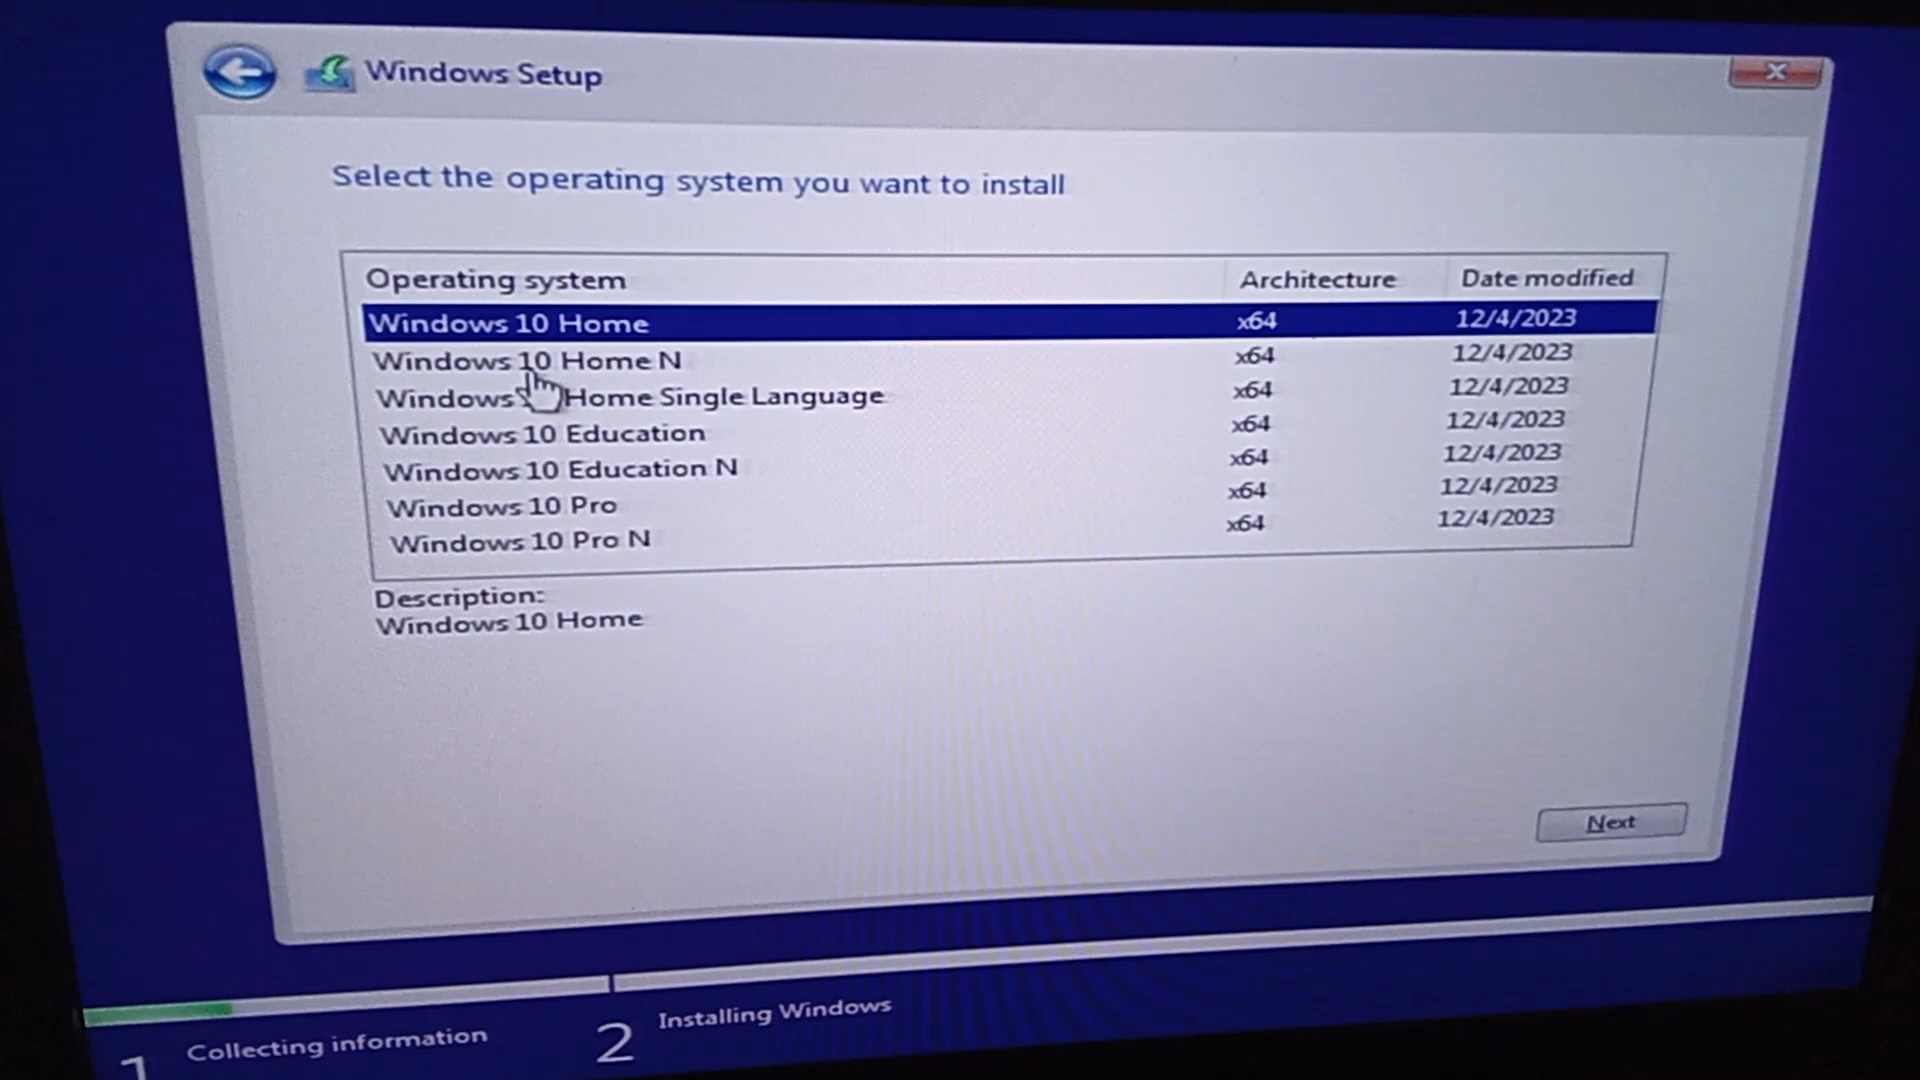 Windows Setup
Select the operating system you want to install
Operating system Architecture Date modified
Windows 10 Home x64 12/4/2023
Windows 10 Home N x64 12/4/2023
Windows Home Single Language x64 12/4/2023
Windows 10 Education x64 12/4/2023
Windows 10 Education N x64 12/4/2023
Windows 10 Pro x64 12/4/2023
Windows 10 Pro N x64 12/4/2023
Description:
Windows 10 Home
Next
1 Collecting information 2 Installing Windows